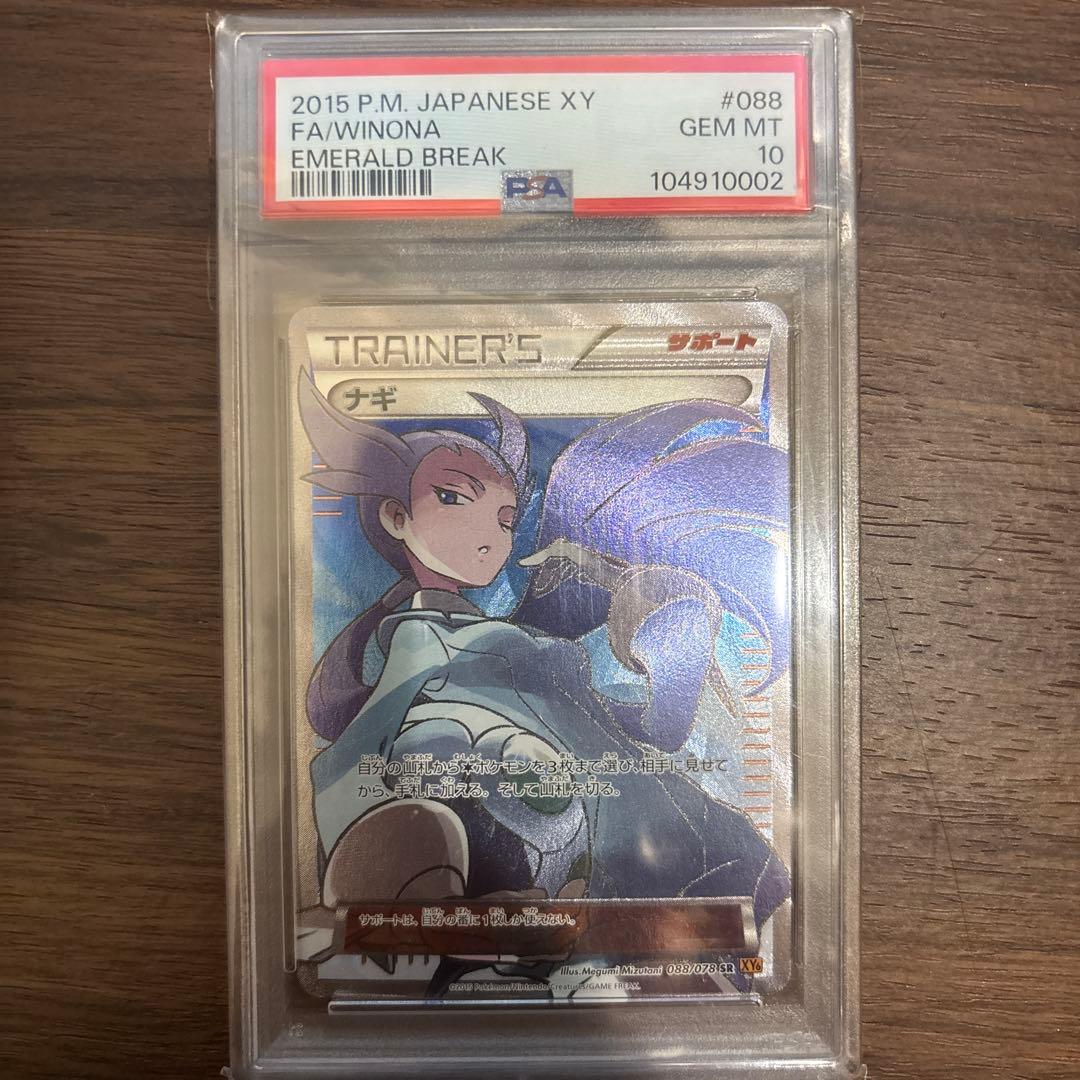 2015 P.M. JAPANESE XY #088
FA/WINONA GEM MT
EMERALD BREAK 10
PSA 104910002
TRAINER'S サポート
ナギ
自分の山札から✶ポケモンを3枚まで選び、相手に見せて
から、手札に加える。そして山札を切る。
サポートは、自分の番に1枚しか使えない。
Illus.Megumi Mizutani 088/078 SR XY6
©2015 Pokémon/Nintendo/Creatures/GAME FREAK.